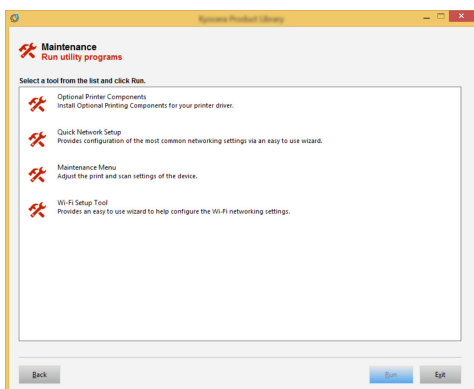 Kyocera Product Library
Maintenance
Run utility programs
Select a tool from the list and click Run.
Optional Printer Components
Install Optional Printing Components for your printer driver.
Quick Network Setup
Provides configuration of the most common networking settings via an easy to use wizard.
Maintenance Menu
Adjust the print and scan settings of the device.
Wi-Fi Setup Tool
Provides an easy to use wizard to help configure the Wi-Fi networking settings.
Back
Run
Exit